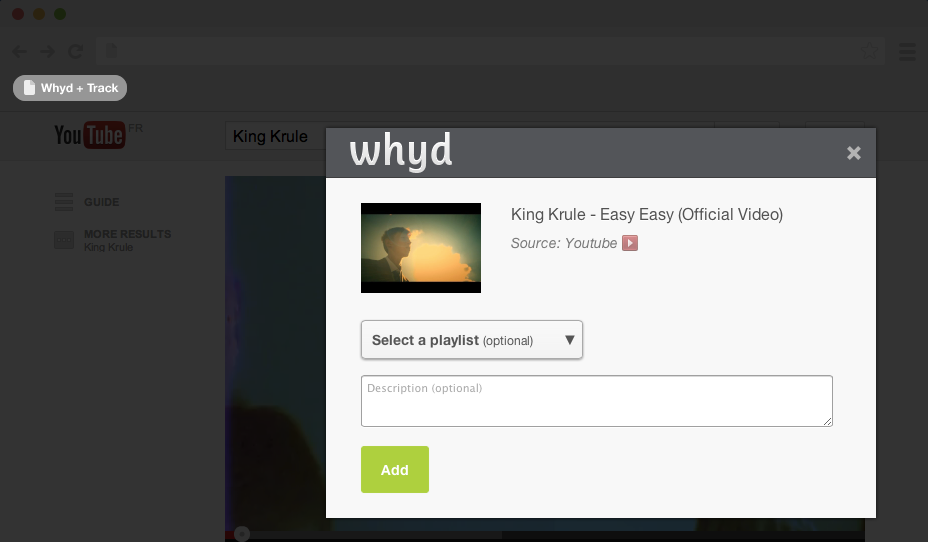 Whyd + Track
YouTube FR
King Krule
whyd
GUIDE
MORE RESULTS
King Krule
King Krule - Easy Easy (Official Video)
Source: Youtube
Select a playlist (optional)
Description (optional)
Add